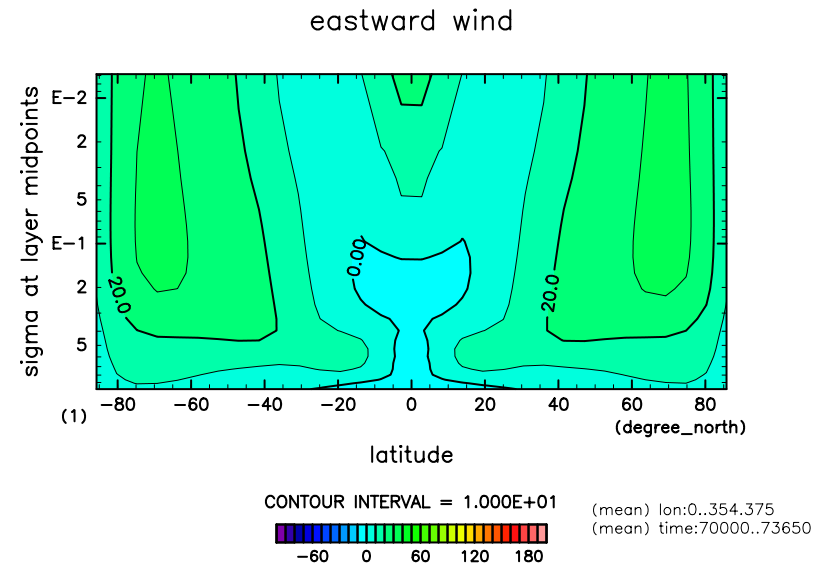 eastward wind
sigma at layer midpoints
E-2
2
5
E-1
2
5
0.00
20.0
20.0
-80 -60 -40 -20 0 20 40 60 80
(1)
(degree_north)
latitude
CONTOUR INTERVAL = 1.000E+01
-60 0 60 120 180
(mean) lon:0..354.375
(mean) time:70000..73650